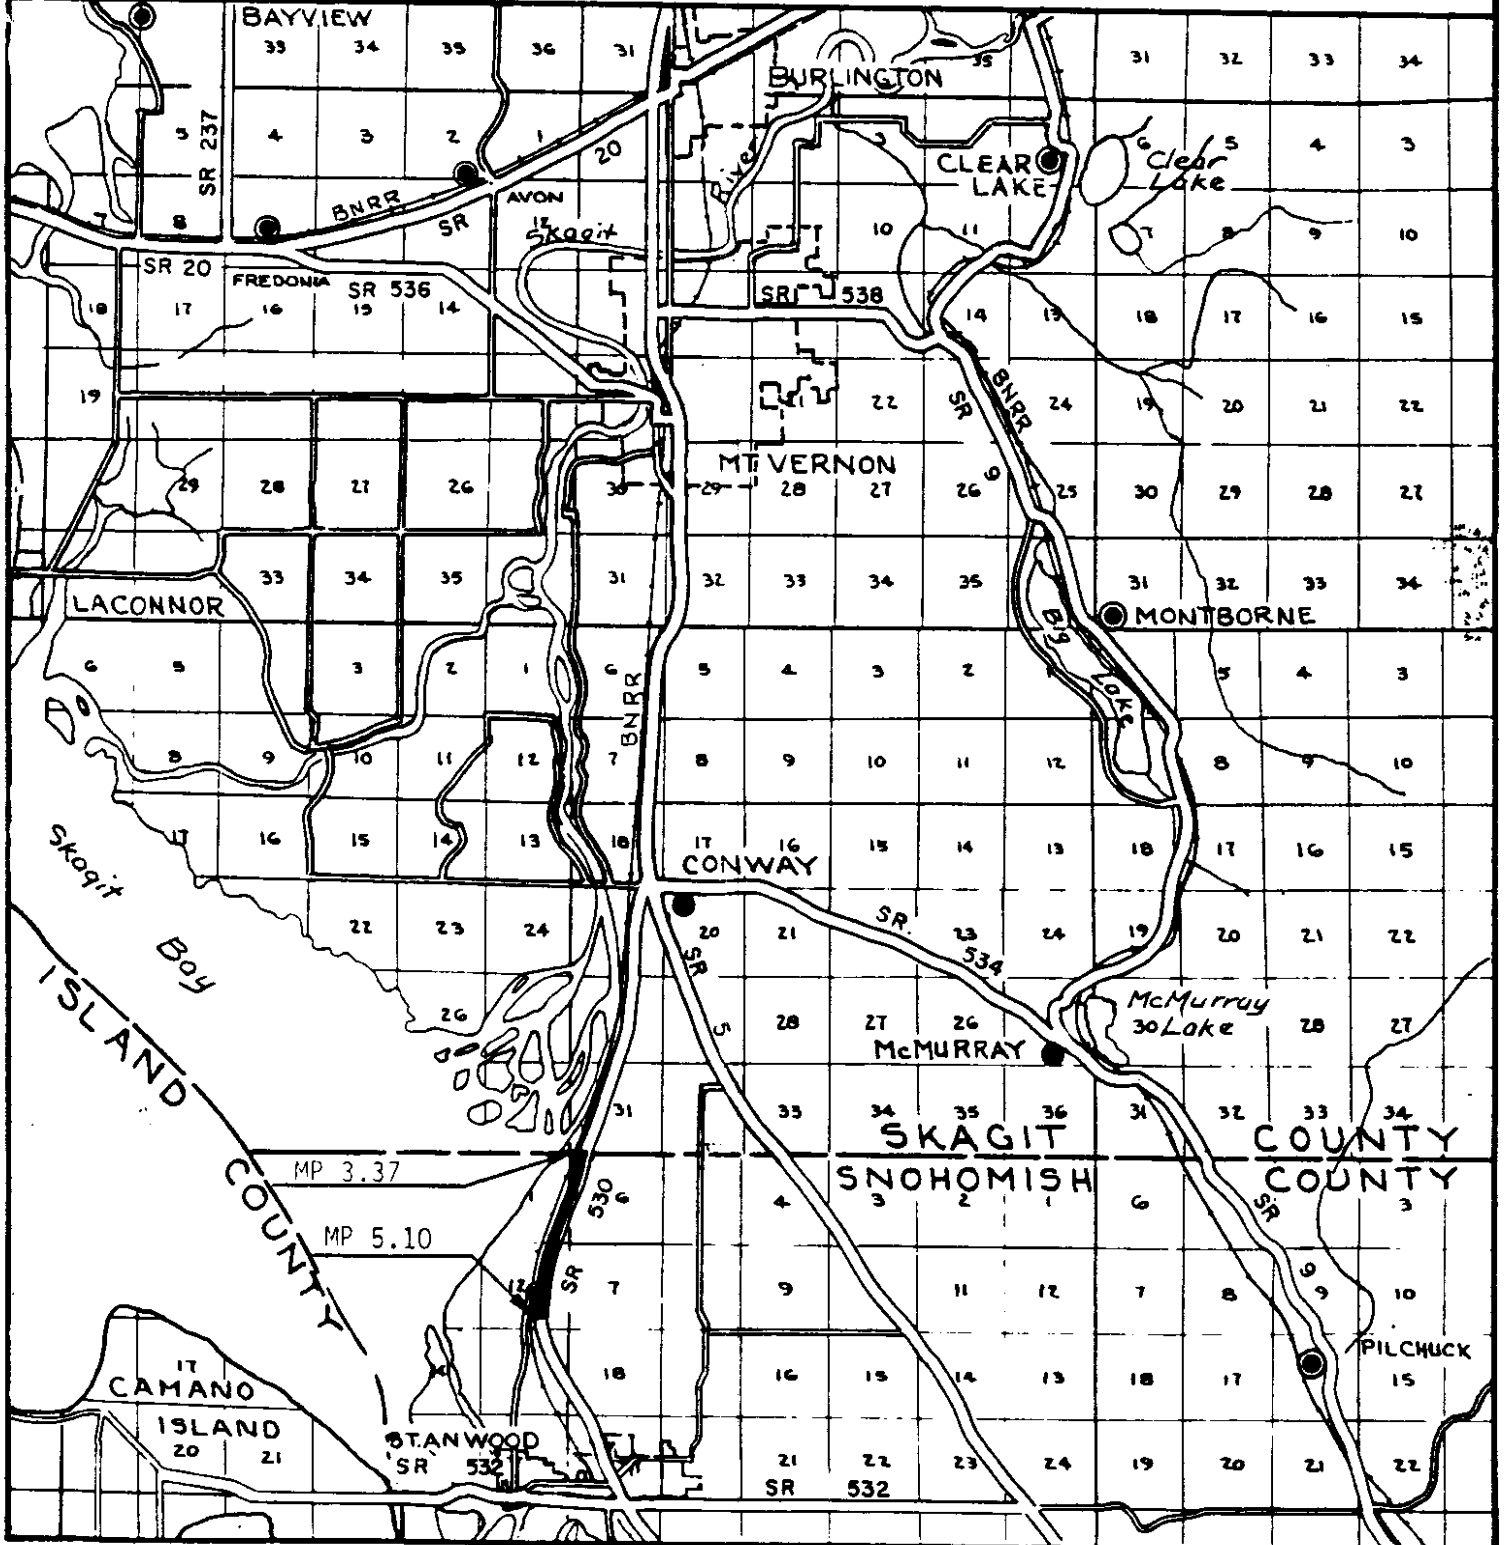 BAYVIEW
33 34 35 36 31
BURLINGTON
35 31 32 33 34
5 4 3 2 1
SR 237
20
3
River
CLEAR
LAKE
6 5 4 3
Clear
Lake
BNRR
SR
AVON
7 8
12
Skagit
10 11
7 8 9 10
SR 20
FREDONIA
SR 536
SR 538
18 17 16 15 14
14 13 18 17 16 15
19
BNRR
SR
9
22 24 19 20 21 22
MT VERNON
29 28 27 26
30 29 28 27 26 25 30 29 28 27
33 34 35 31 32 33 34 35 31 32 33 34
LACONNOR
MONTBORNE
Big
Lake
6 5 3 2 1 6 5 4 3 2 5 4 3
BNRR
8 9 10 11 12 7 8 9 10 11 12 8 9 10
17 16 15 14 13 18 17 16 15 14 13 18 17 16 15
CONWAY
Skagit
Bay
22 23 24 20 21 23 24 19 20 21 22
SR. 534
SR
5
ISLAND
COUNTY
26 28 27 26 30 28 27
McMurray
Lake
McMURRAY
31 33 34 35 36 31 32 33 34
SKAGIT COUNTY
SNOHOMISH COUNTY
MP 3.37
1 6 4 3 2 1 6 3
SR 530
SR
9
MP 5.10
12 7 9 11 12 7 8 9 10
PILCHUCK
17 18 16 15 14 13 18 17 15
CAMANO
ISLAND
20 21
STANWOOD
SR 532
21 22 23 24 19 20 21 22
SR 532